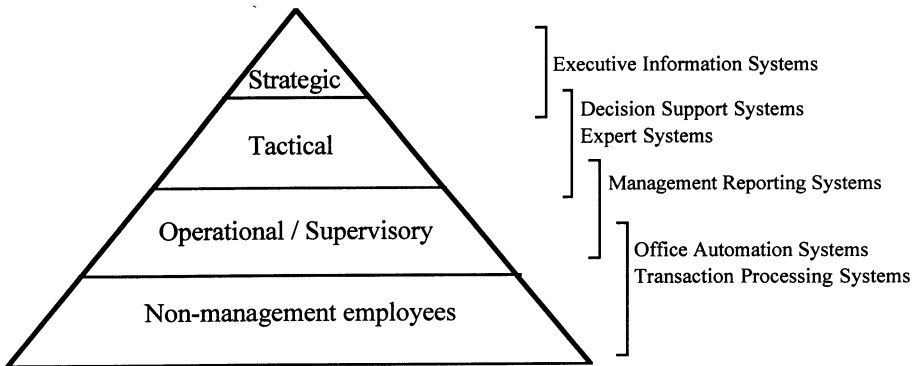 Strategic
Tactical
Operational / Supervisory
Non-management employees
Executive Information Systems
Decision Support Systems
Expert Systems
Management Reporting Systems
Office Automation Systems
Transaction Processing Systems